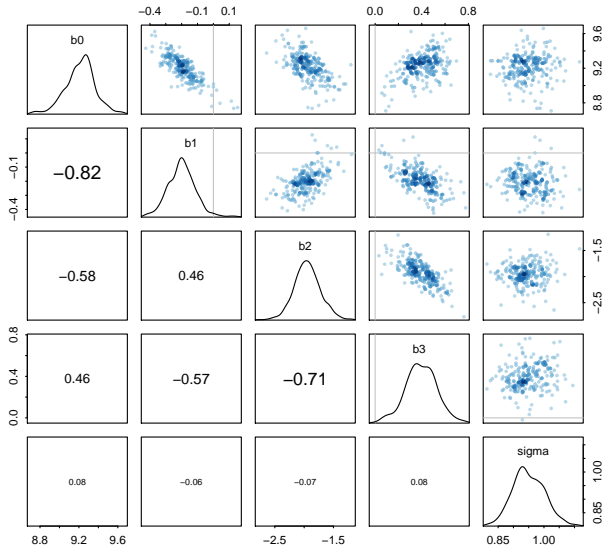 −0.4 −0.1 0.1 0.0 0.4 0.8
b0
8.8 9.2 9.6
b1
−0.4 −0.1
−0.82
b2
−0.58 0.46
−2.5 −1.5
b3
0.0 0.4 0.8
0.46 −0.57 −0.71
sigma
0.08 −0.06 −0.07 0.08
0.85 1.00
8.8 9.2 9.6 −2.5 −1.5 0.85 1.00